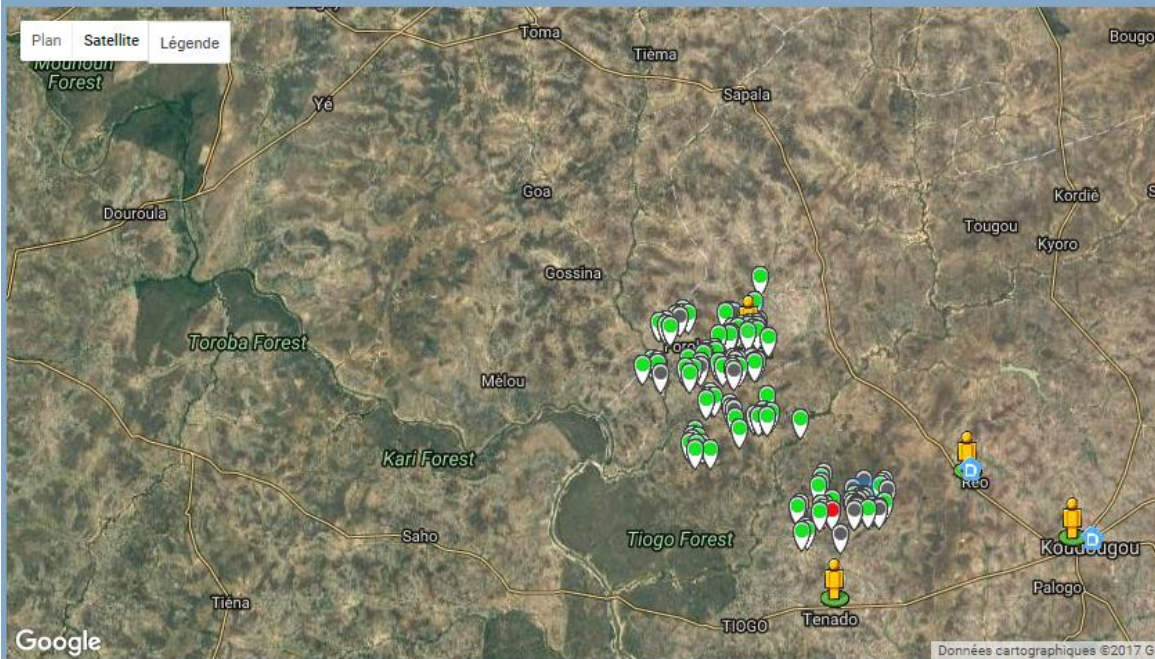 Plan
Satellite
Légende
Toma
Bougo
Tièma
Mouhoun
Forest
Sapala
Yé
Goa
Kordié
Douroula
Tougou
Kyoro
Gossina
Toroba Forest
Mélou
Kari Forest
D
Réo
Saho
Tiogo Forest
D
Koudougou
Palogo
Tiéna
TIOGO
Tenado
Google
Données cartographiques ©2017 G